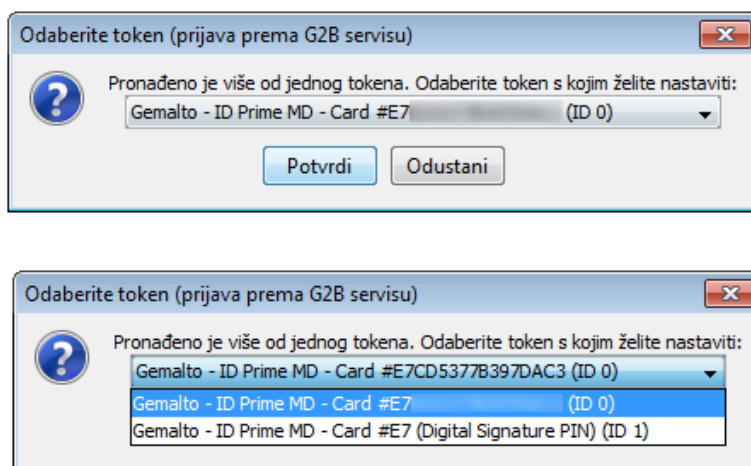 Odaberite token (prijava prema G2B servisu)
Pronađeno je više od jednog tokena. Odaberite token s kojim želite nastaviti:
Gemalto - ID Prime MD - Card #E7 (ID 0)
Potvrdi Odustani
Odaberite token (prijava prema G2B servisu)
Pronađeno je više od jednog tokena. Odaberite token s kojim želite nastaviti:
Gemalto - ID Prime MD - Card #E7CD5377B397DAC3 (ID 0)
Gemalto - ID Prime MD - Card #E7 (ID 0)
Gemalto - ID Prime MD - Card #E7 (Digital Signature PIN) (ID 1)